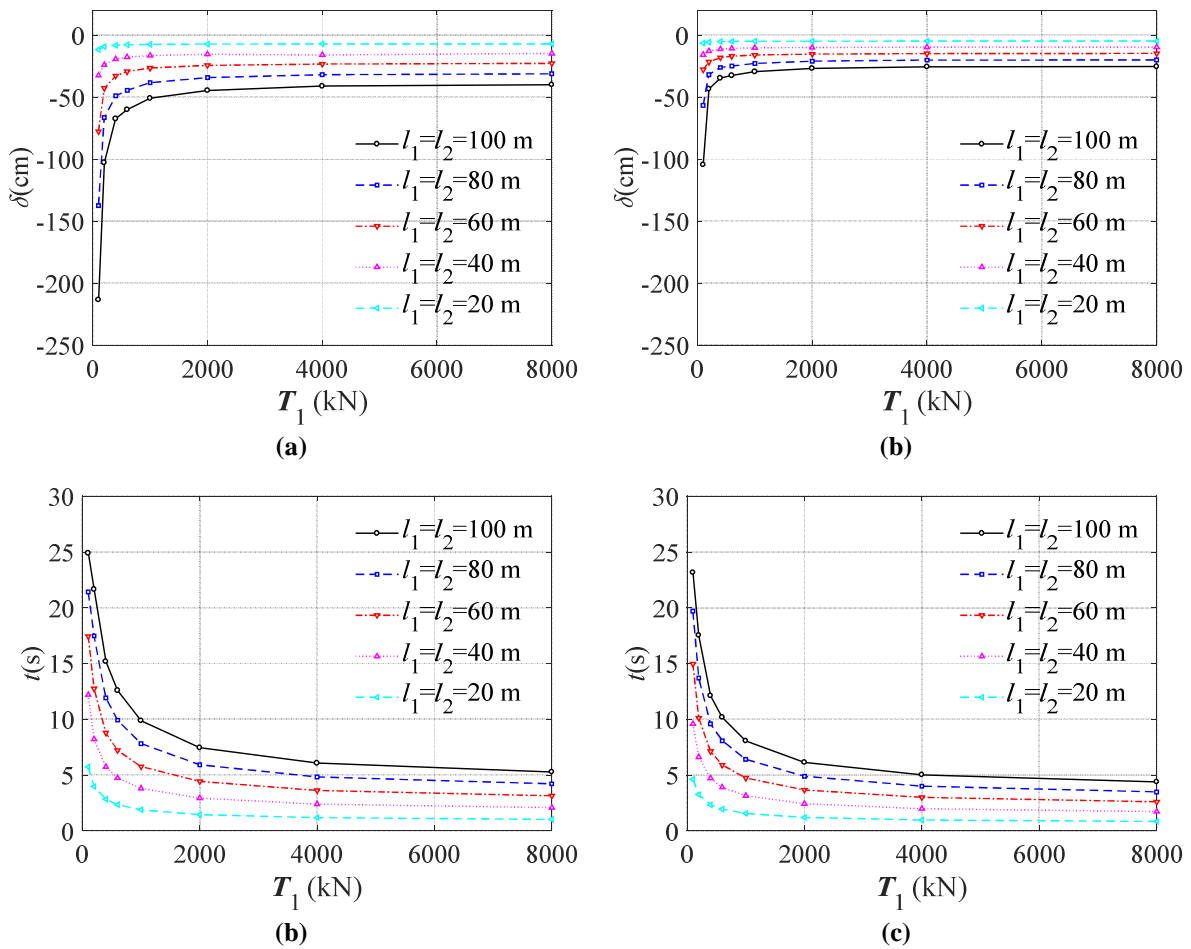 0
-50
-100
-150
-200
-250
δ(cm)
l1=l2=100 m
l1=l2=80 m
l1=l2=60 m
l1=l2=40 m
l1=l2=20 m
0 2000 4000 6000 8000
T1 (kN)
(a)
0
-50
-100
-150
-200
-250
δ(cm)
l1=l2=100 m
l1=l2=80 m
l1=l2=60 m
l1=l2=40 m
l1=l2=20 m
0 2000 4000 6000 8000
T1 (kN)
(b)
30
25
20
15
10
5
0
t(s)
l1=l2=100 m
l1=l2=80 m
l1=l2=60 m
l1=l2=40 m
l1=l2=20 m
0 2000 4000 6000 8000
T1 (kN)
(b)
30
25
20
15
10
5
0
t(s)
l1=l2=100 m
l1=l2=80 m
l1=l2=60 m
l1=l2=40 m
l1=l2=20 m
0 2000 4000 6000 8000
T1 (kN)
(c)